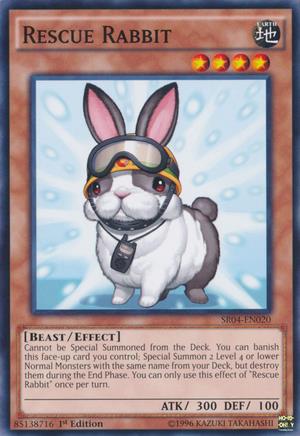 RESCUE RABBIT
EARTH
地
SR04-EN020
[BEAST/EFFECT]
Cannot be Special Summoned from the Deck. You can banish
this face-up card you control; Special Summon 2 Level 4 or lower
Normal Monsters with the same name from your Deck, but destroy
them during the End Phase. You can only use this effect of "Rescue
Rabbit" once per turn.
ATK/ 300 DEF/ 100
85138716 1st Edition ©1996 KAZUKI TAKAHASHI